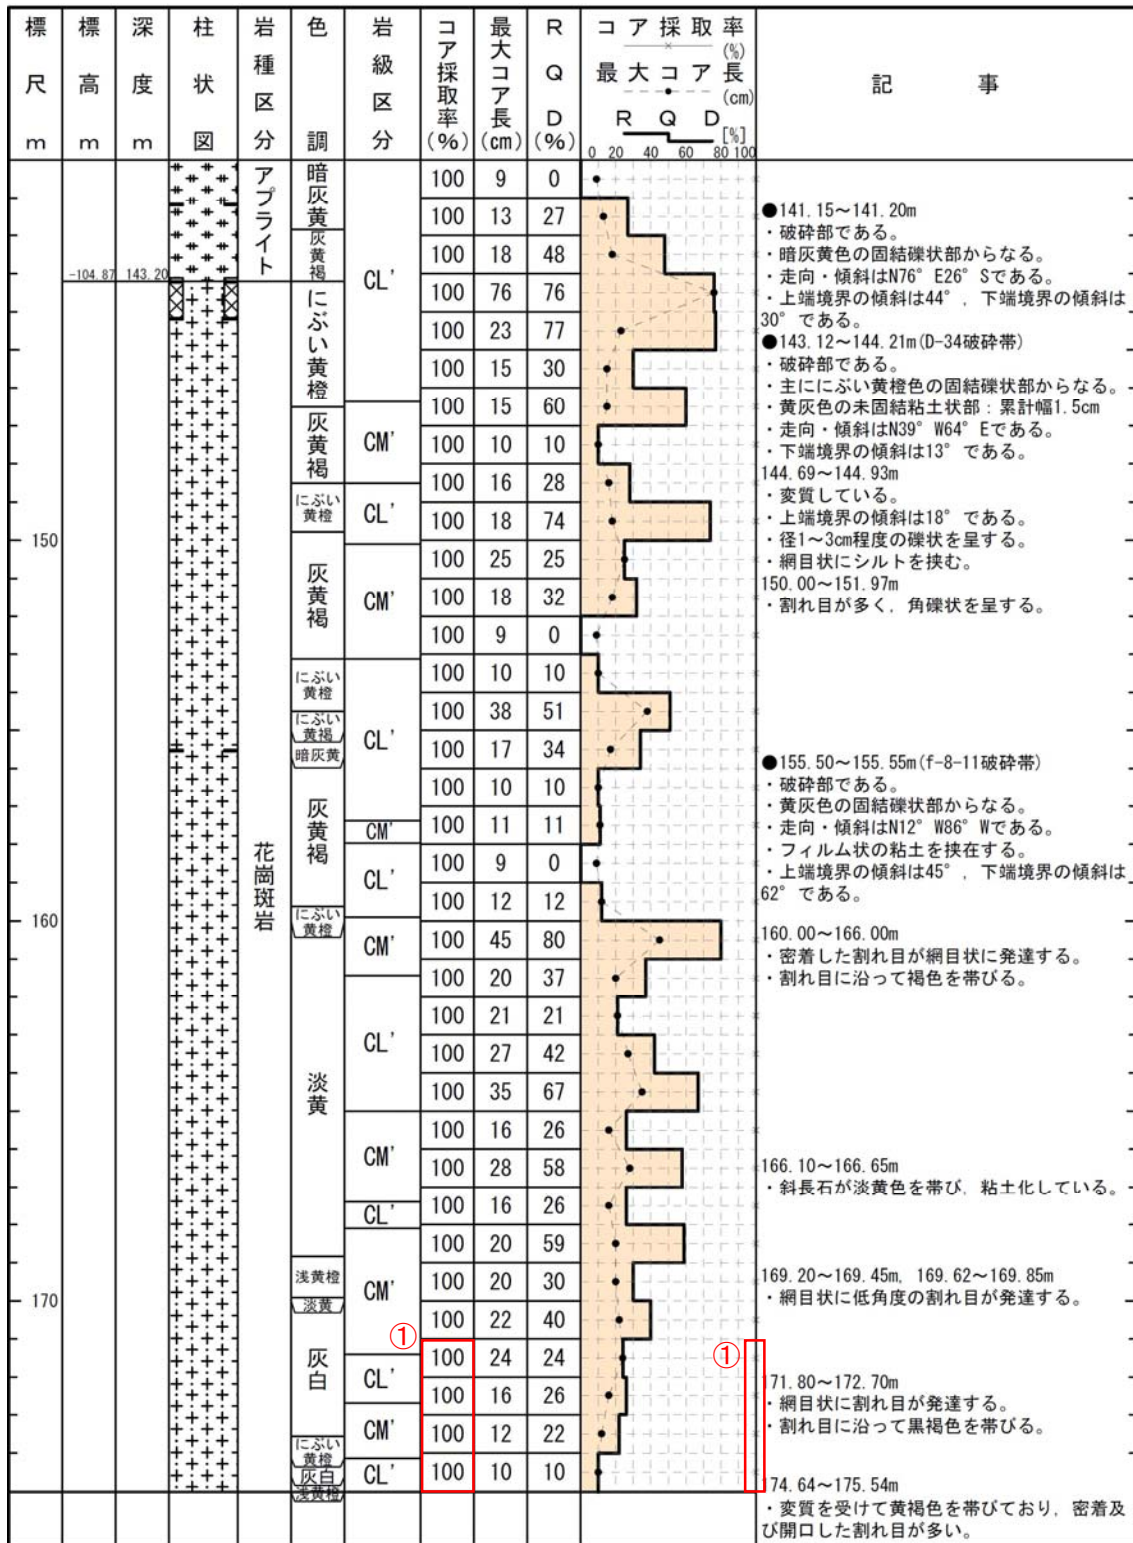 標尺 m
標高 m
深度 m
柱状図
岩種区分
色調
岩級区分
コア採取率(%)
最大コア長(cm)
RQD(%)
コア採取率(%)
最大コア長(cm)
RQD[%]
0 20 40 60 80 100
記事
-104.87 143.20
150
160
170
アプライト
花崗斑岩
暗灰黄
灰黄褐
にぶい黄橙
灰黄褐
にぶい黄橙
灰黄褐
にぶい黄橙
にぶい黄褐
暗灰黄
灰黄褐
にぶい黄橙
淡黄
浅黄橙
淡黄
灰白
にぶい黄橙
灰白
浅黄橙
CL'
CM'
CL'
CM'
CL'
CM'
CL'
CM'
CL'
CM'
CL'
CM'
CL'
CM'
CL'
100 9 0
100 13 27
100 18 48
100 76 76
100 23 77
100 15 30
100 15 60
100 10 10
100 16 28
100 18 74
100 25 25
100 18 32
100 9 0
100 10 10
100 38 51
100 17 34
100 10 10
100 11 11
100 9 0
100 12 12
100 45 80
100 20 37
100 21 21
100 27 42
100 35 67
100 16 26
100 28 58
100 16 26
100 20 59
100 20 30
100 22 40
① ①
100 24 24
100 16 26
100 12 22
100 10 10
●141.15～141.20m
・破砕部である。
・暗灰黄色の固結礫状部からなる。
・走向・傾斜はN76°E26°Sである。
・上端境界の傾斜は44°, 下端境界の傾斜は
30°である。
●143.12～144.21m(D-34破砕帯)
・破砕部である。
・主ににぶい黄橙色の固結礫状部からなる。
・黄灰色の未固結粘土状部：累計幅1.5cm
・走向・傾斜はN39°W64°Eである。
・下端境界の傾斜は13°である。
144.69～144.93m
・変質している。
・上端境界の傾斜は18°である。
・径1～3cm程度の礫状を呈する。
・網目状にシルトを挟む。
150.00～151.97m
・割れ目が多く, 角礫状を呈する。
●155.50～155.55m(f-8-11破砕帯)
・破砕部である。
・黄灰色の固結礫状部からなる。
・走向・傾斜はN12°W86°Wである。
・フィルム状の粘土を挟在する。
・上端境界の傾斜は45°, 下端境界の傾斜は
62°である。
160.00～166.00m
・密着した割れ目が網目状に発達する。
・割れ目に沿って褐色を帯びる。
166.10～166.65m
・斜長石が淡黄色を帯び, 粘土化している。
169.20～169.45m, 169.62～169.85m
・網目状に低角度の割れ目が発達する。
171.80～172.70m
・網目状に割れ目が発達する。
・割れ目に沿って黒褐色を帯びる。
174.64～175.54m
・変質を受けて黄褐色を帯びており, 密着及
び開口した割れ目が多い。